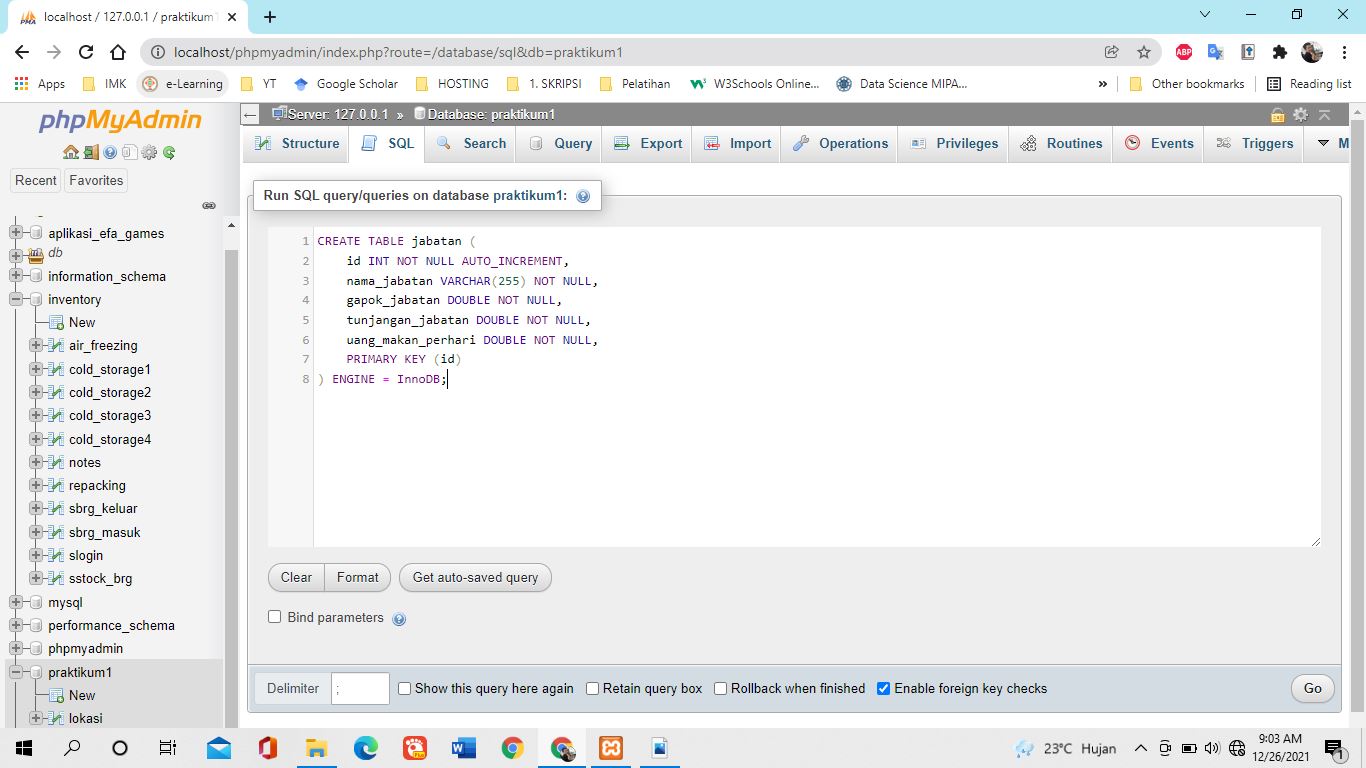 localhost / 127.0.0.1 / praktikum1
localhost/phpmyadmin/index.php?route=/database/sql&db=praktikum1
Apps IMK e-Learning YT Google Scholar HOSTING 1. SKRIPSI Pelatihan W3Schools Online... Data Science MIPA... » Other bookmarks Reading list
phpMyAdmin
Recent Favorites
aplikasi_efa_games
db
information_schema
inventory
New
air_freezing
cold_storage1
cold_storage2
cold_storage3
cold_storage4
notes
repacking
sbrg_keluar
sbrg_masuk
slogin
sstock_brg
mysql
performance_schema
phpmyadmin
praktikum1
New
lokasi
Server: 127.0.0.1 » Database: praktikum1
Structure SQL Search Query Export Import Operations Privileges Routines Events Triggers M
Run SQL query/queries on database praktikum1:
1 CREATE TABLE jabatan (
2 id INT NOT NULL AUTO_INCREMENT,
3 nama_jabatan VARCHAR(255) NOT NULL,
4 gapok_jabatan DOUBLE NOT NULL,
5 tunjangan_jabatan DOUBLE NOT NULL,
6 uang_makan_perhari DOUBLE NOT NULL,
7 PRIMARY KEY (id)
8 ) ENGINE = InnoDB;
Clear Format Get auto-saved query
Bind parameters
Delimiter ; Show this query here again Retain query box Rollback when finished Enable foreign key checks Go
23°C Hujan
9:03 AM
12/26/2021
1